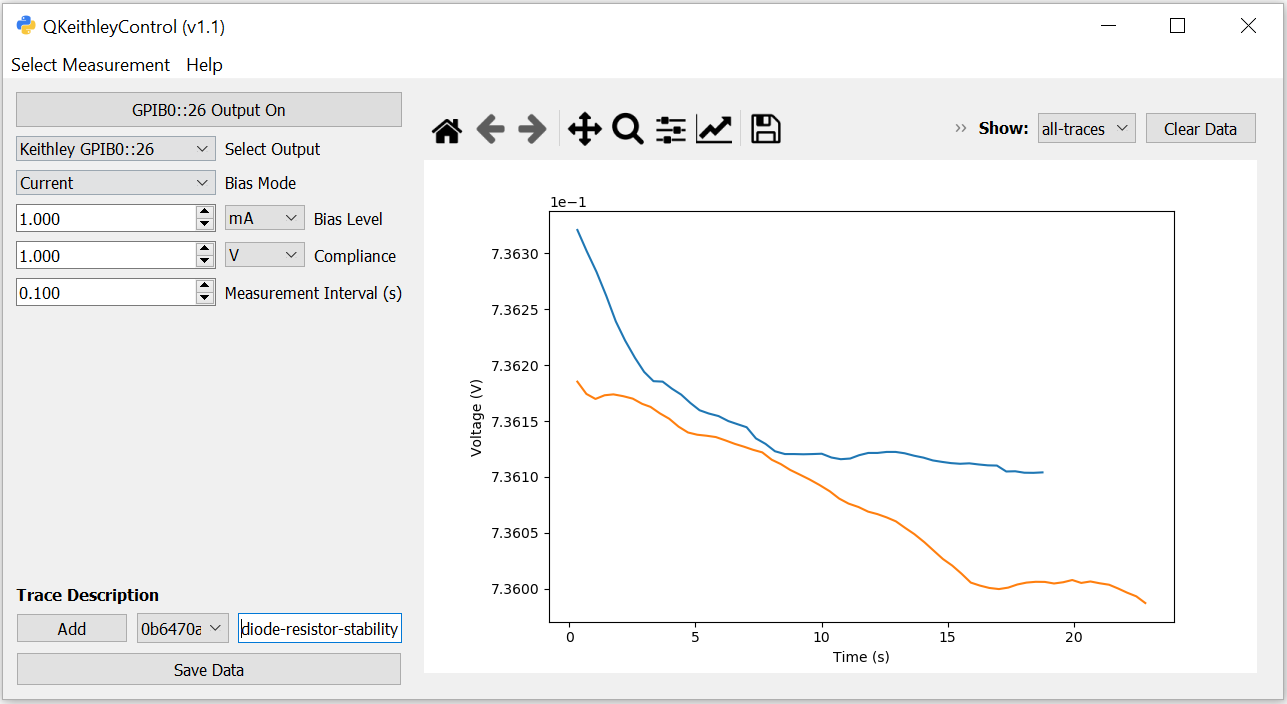 QKeithleyControl (v1.1)
Select Measurement Help
GPIB0::26 Output On
Keithley GPIB0::26 Select Output
Current Bias Mode
1.000 mA Bias Level
1.000 V Compliance
0.100 Measurement Interval (s)
Trace Description
Add 0b6470a diode-resistor-stability
Save Data
» Show: all-traces Clear Data
1e−1
7.3630
7.3625
7.3620
7.3615
7.3610
7.3605
7.3600
Voltage (V)
0 5 10 15 20
Time (s)